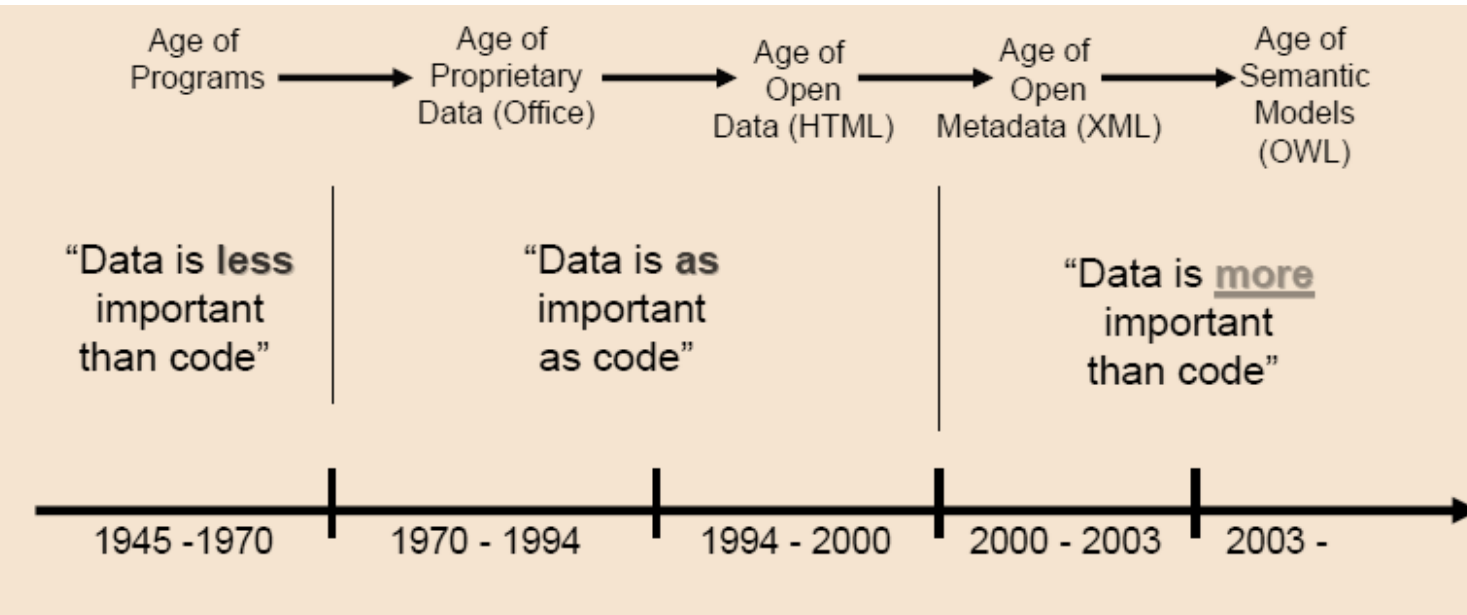 Age of
Programs
Age of
Proprietary
Data (Office)
Age of
Open
Data (HTML)
Age of
Open
Metadata (XML)
Age of
Semantic
Models
(OWL)
“Data is less
important
than code”
“Data is as
important
as code”
“Data is more
important
than code”
1945 -1970
1970 - 1994
1994 - 2000
2000 - 2003
2003 -